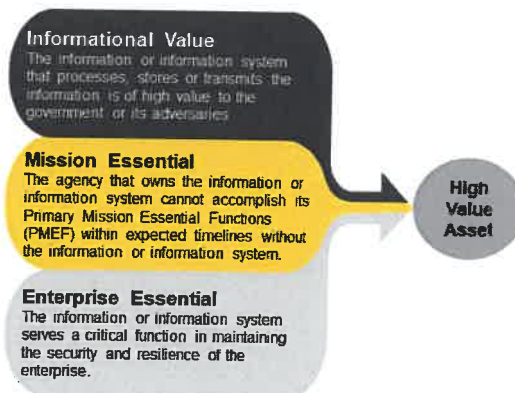 Informational Value
The information or information system
that processes, stores or transmits the
information is of high value to the
government or its adversaries
Mission Essential
The agency that owns the information or
information system cannot accomplish its
Primary Mission Essential Functions
(PMEF) within expected timelines without
the information or information system.
Enterprise Essential
The information or information system
serves a critical function in maintaining
the security and resilience of the
enterprise.
High
Value
Asset